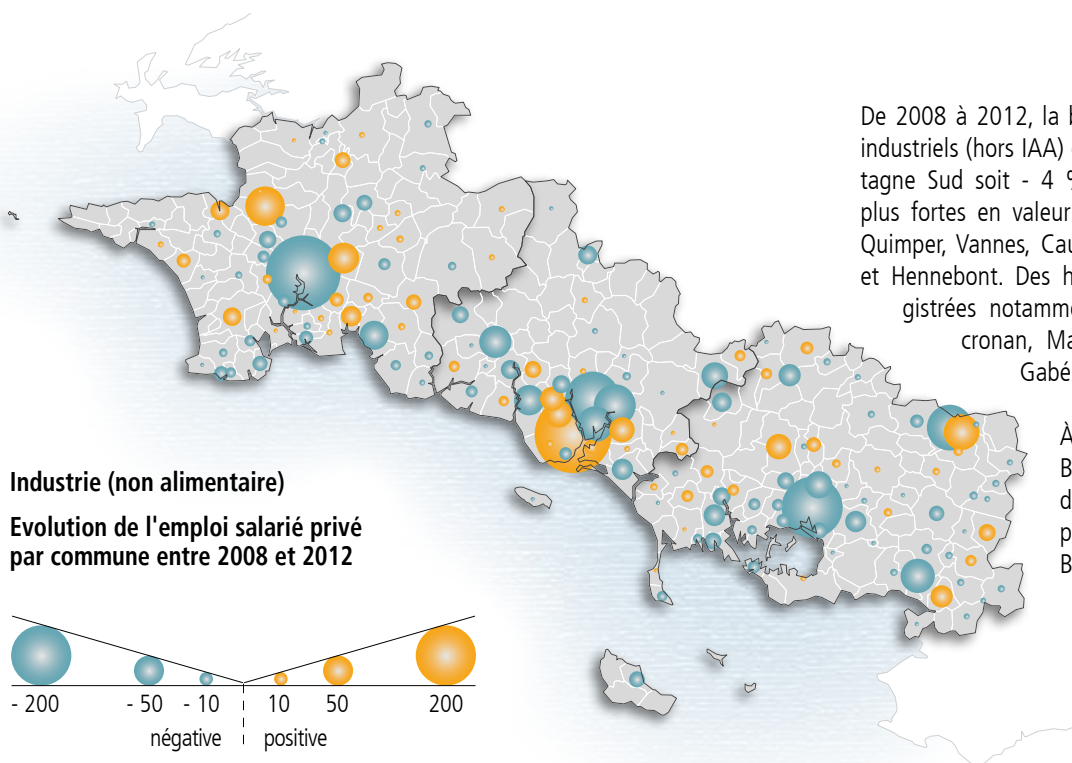 De 2008 à 2012, la b
industriels (hors IAA)
tagne Sud soit - 4 %
plus fortes en valeur
Quimper, Vannes, Cau
et Hennebont. Des h
gistrées notamme
cronan, Ma
Gabé
À
B
d
p
B
Industrie (non alimentaire)
Evolution de l'emploi salarié privé
par commune entre 2008 et 2012
- 200 - 50 - 10 10 50 200
négative positive